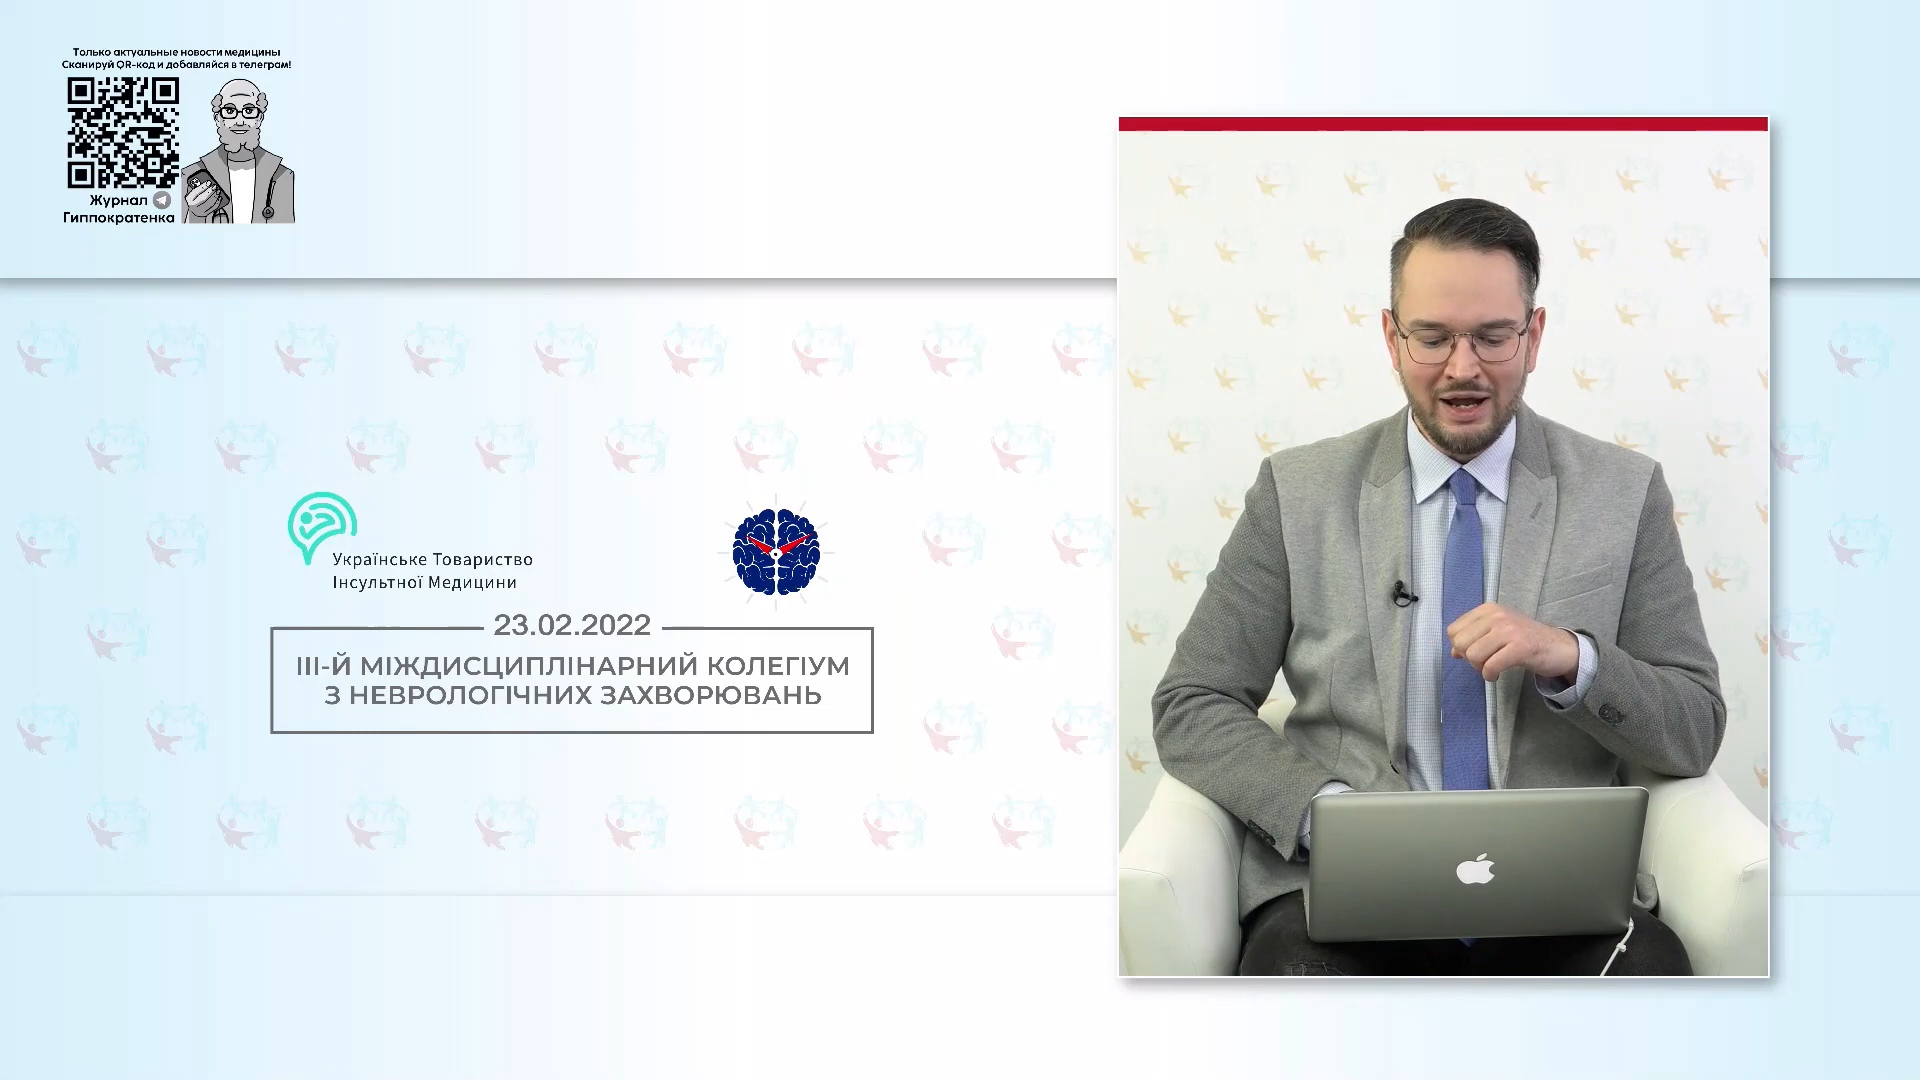 Только актуальные новости медицины
Сканируй QR-код и добавляйся в телеграм!
Журнал
Гиппократенка
Українське Товариство
Інсультної Медицини
23.02.2022
III-Й МІЖДИСЦИПЛІНАРНИЙ КОЛЕГІУМ
З НЕВРОЛОГІЧНИХ ЗАХВОРЮВАНЬ